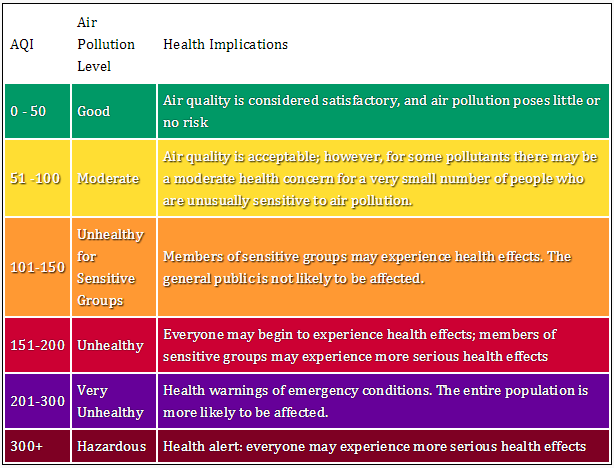 AQI
Air
Pollution
Level
Health Implications
0 - 50
Good
Air quality is considered satisfactory, and air pollution poses little or
no risk
51 -100
Moderate
Air quality is acceptable; however, for some pollutants there may be
a moderate health concern for a very small number of people who
are unusually sensitive to air pollution.
101-150
Unhealthy
for
Sensitive
Groups
Members of sensitive groups may experience health effects. The
general public is not likely to be affected.
151-200
Unhealthy
Everyone may begin to experience health effects; members of
sensitive groups may experience more serious health effects
201-300
Very
Unhealthy
Health warnings of emergency conditions. The entire population is
more likely to be affected.
300+
Hazardous
Health alert: everyone may experience more serious health effects